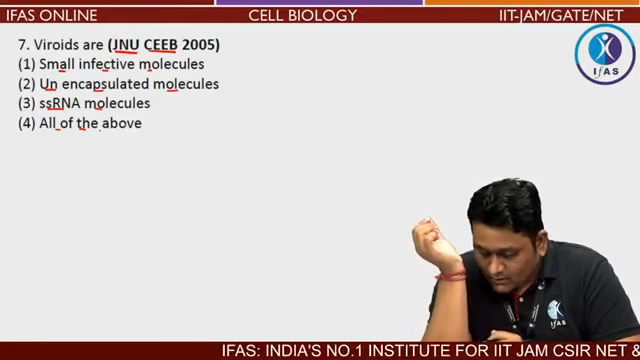 IFAS ONLINE CELL BIOLOGY IIT-JAM/GATE/NET
7. Viroids are (JNU CEEB 2005)
(1) Small infective molecules
(2) Un encapsulated molecules
(3) ssRNA molecules
(4) All of the above
IFAS
iFAS
IFAS: INDIA'S NO.1 INSTITUTE FOR IIT JAM CSIR NET &